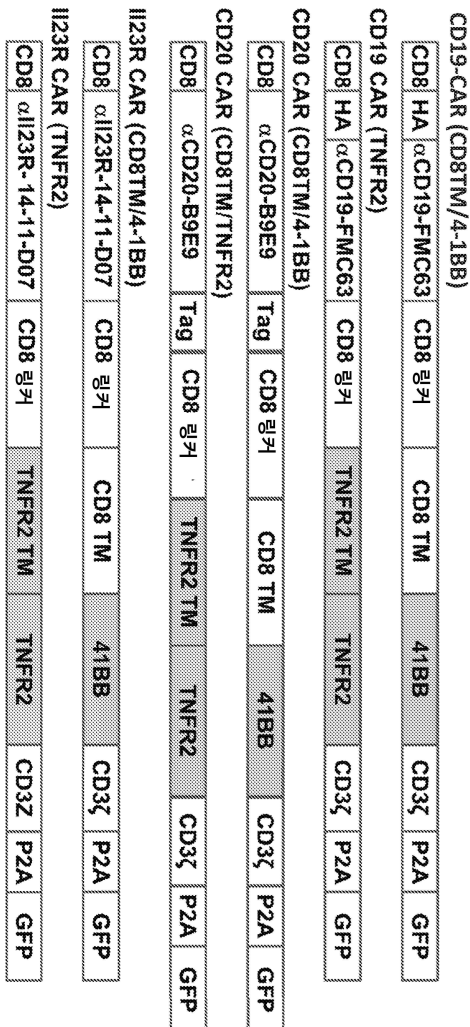 CD19-CAR (CD8TM/4-1BB)
CD8 HA αCD19-FMC63 CD8 링커 CD8 TM 41BB CD3ζ P2A GFP
CD19 CAR (TNFR2)
CD8 HA αCD19-FMC63 CD8 링커 TNFR2 TM TNFR2 CD3ζ P2A GFP
CD20 CAR (CD8TM/4-1BB)
CD8 αCD20-B9E9 Tag CD8 링커 CD8 TM 41BB CD3ζ P2A GFP
CD20 CAR (CD8TM/TNFR2)
CD8 αCD20-B9E9 Tag CD8 링커 TNFR2 TM TNFR2 CD3ζ P2A GFP
Il23R CAR (CD8TM/4-1BB)
CD8 αIl23R-14-11-D07 CD8 링커 CD8 TM 41BB CD3ζ P2A GFP
Il23R CAR (TNFR2)
CD8 αIl23R- 14-11-D07 CD8 링커 TNFR2 TM TNFR2 CD3Z P2A GFP